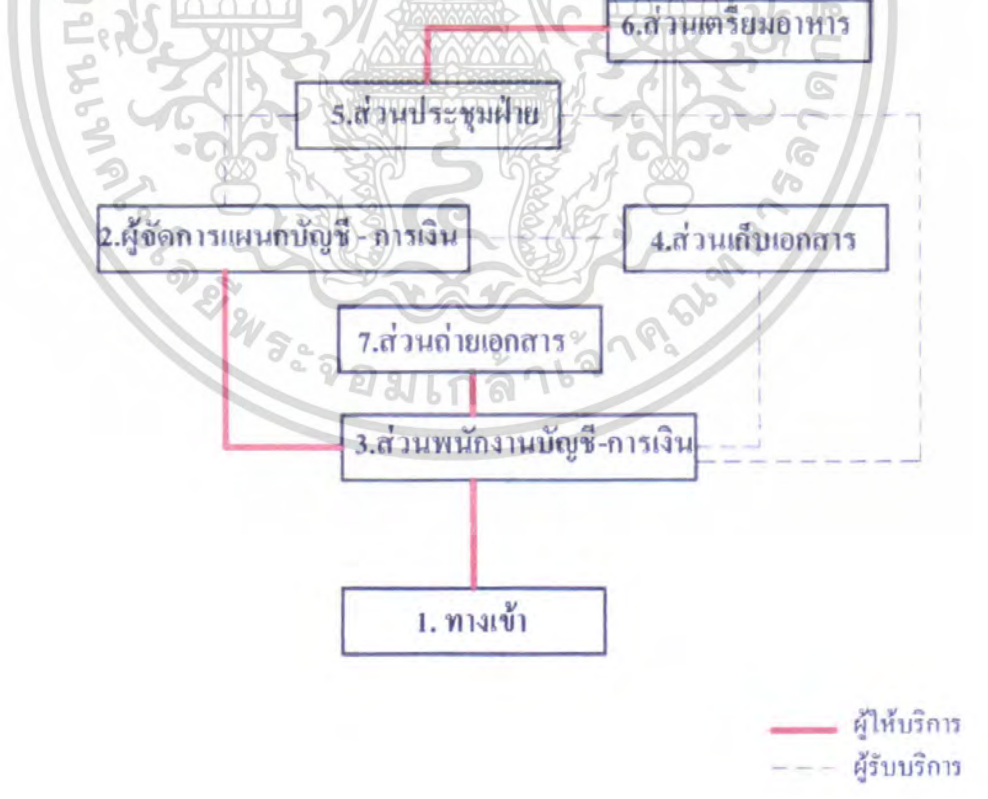 6.ส่วนเตรียมอาหาร
5.ส่วนประชุมฝ่าย
2.ผู้จัดการแผนกบัญชี - การเงิน
4.ส่วนเก็บเอกสาร
7.ส่วนถ่ายเอกสาร
3.ส่วนพนักงานบัญชี-การเงิน
1. ทางเข้า
ผู้ให้บริการ
ผู้รับบริการ